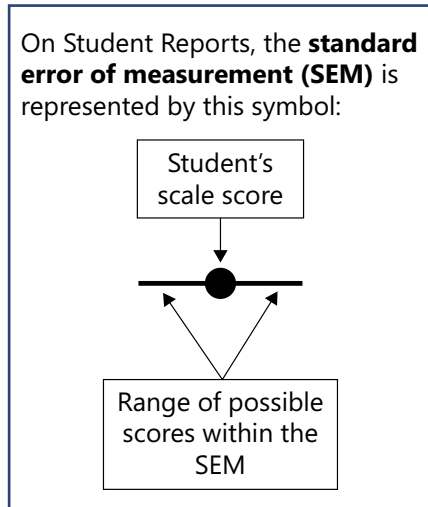 On Student Reports, the standard
error of measurement (SEM) is
represented by this symbol:
Student’s
scale score
Range of possible
scores within the
SEM